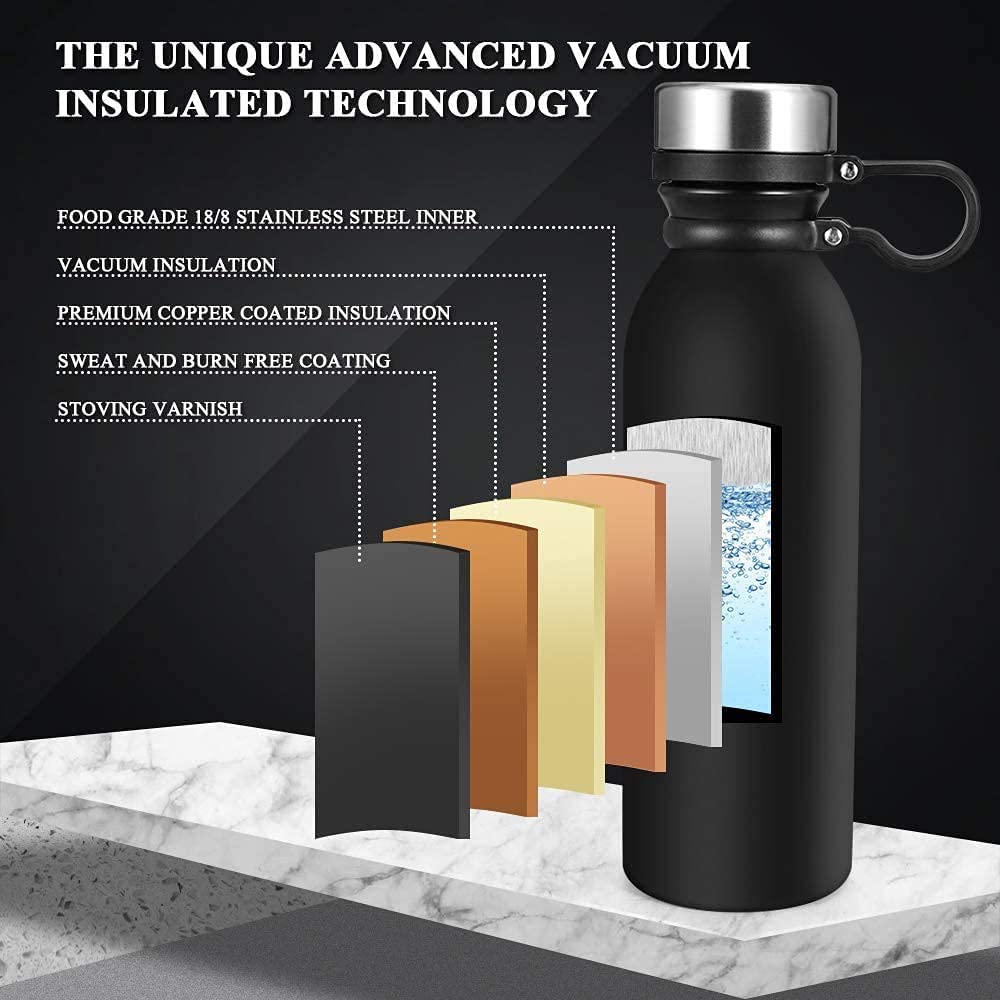 THE UNIQUE ADVANCED VACUUM
INSULATED TECHNOLOGY
FOOD GRADE 18/8 STAINLESS STEEL INNER
VACUUM INSULATION
PREMIUM COPPER COATED INSULATION
SWEAT AND BURN FREE COATING
STOVING VARNISH